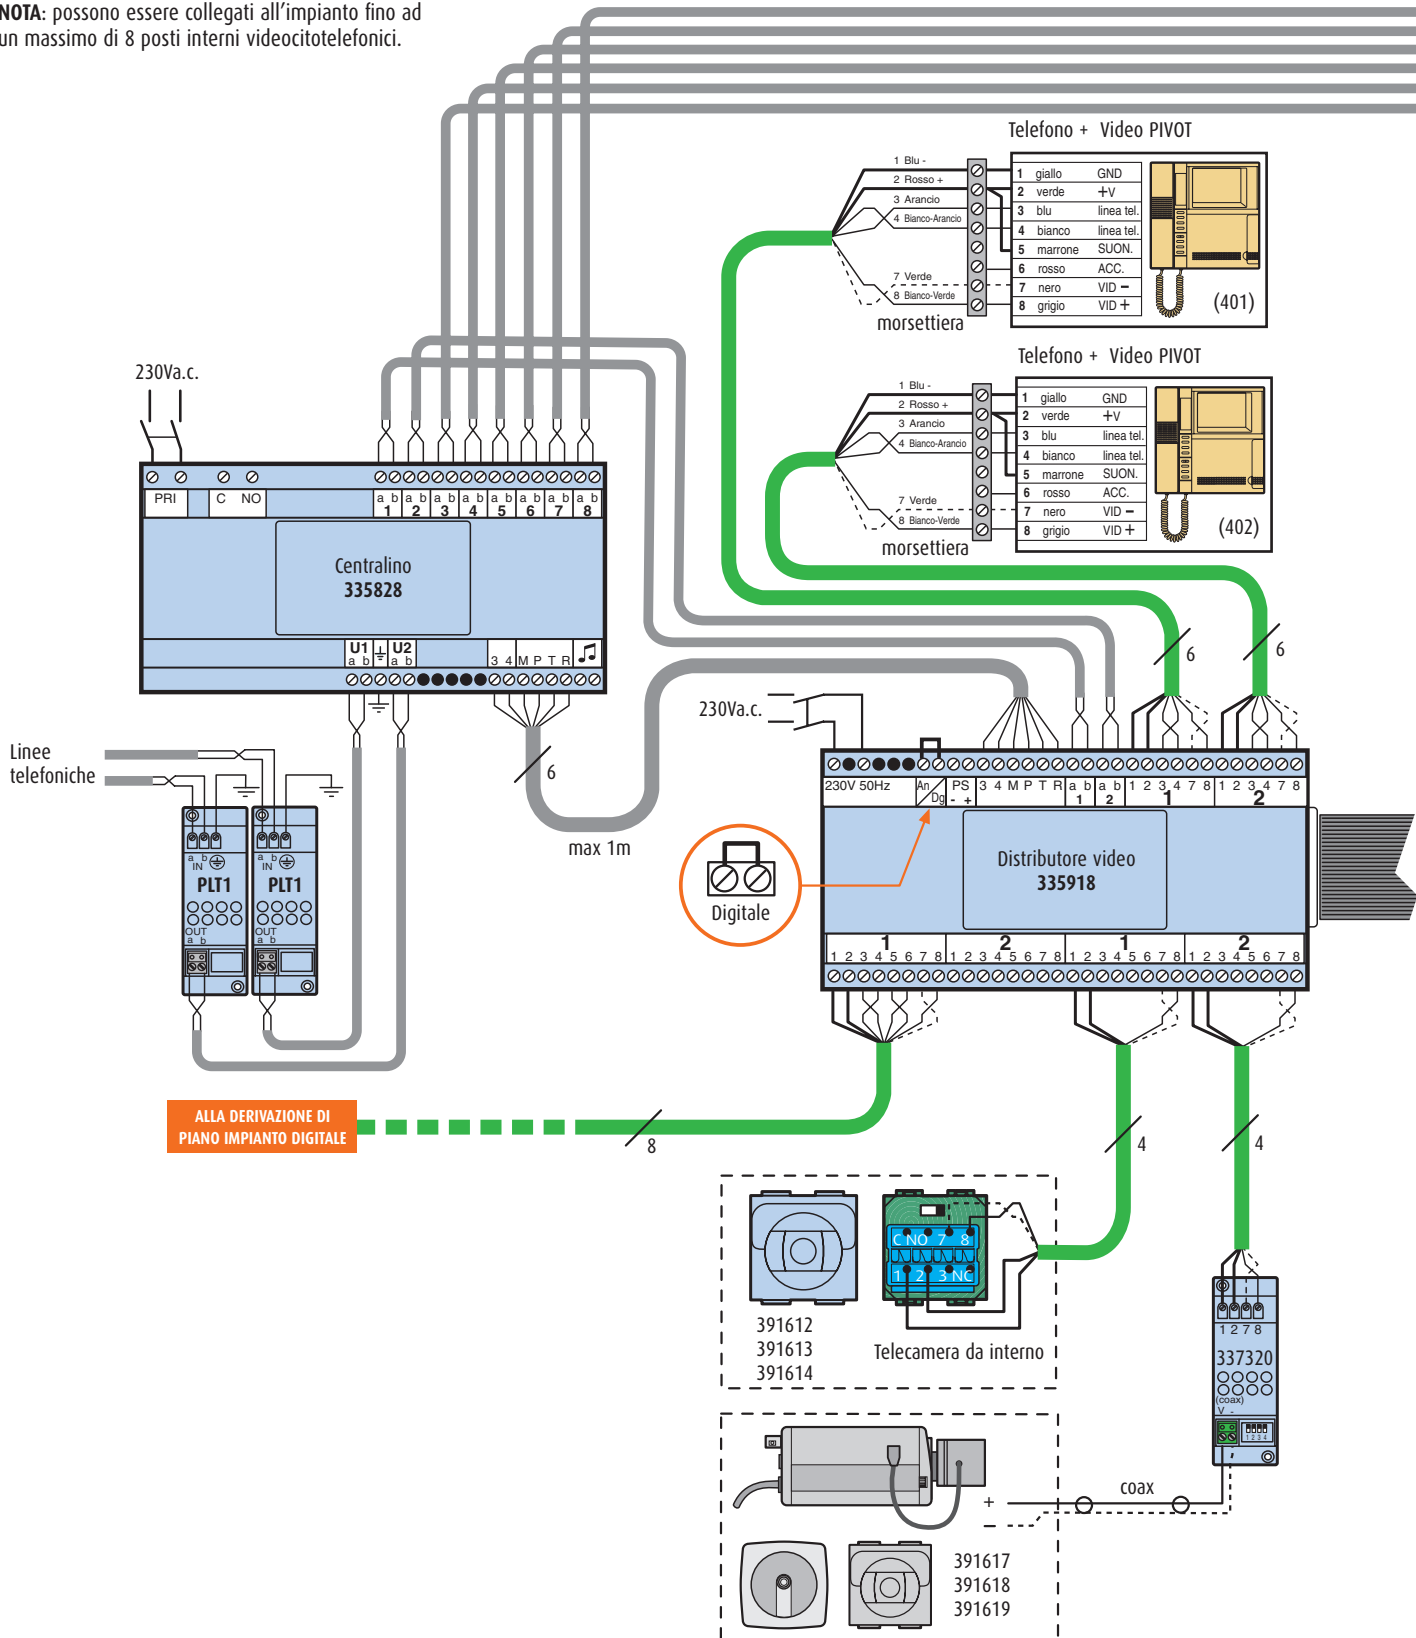 NOTA: possono essere collegati all'impianto fino ad
un massimo di 8 posti interni videocitotelefonici.
Telefono + Video PIVOT
1 Blu -
2 Rosso +
3 Arancio
4 Bianco-Arancio
7 Verde
8 Bianco-Verde
morsettiera
1 giallo GND
2 verde +V
3 blu linea tel.
4 bianco linea tel.
5 marrone SUON.
6 rosso ACC.
7 nero VID -
8 grigio VID +
(401)
Telefono + Video PIVOT
1 Blu -
2 Rosso +
3 Arancio
4 Bianco-Arancio
7 Verde
8 Bianco-Verde
morsettiera
1 giallo GND
2 verde +V
3 blu linea tel.
4 bianco linea tel.
5 marrone SUON.
6 rosso ACC.
7 nero VID -
8 grigio VID +
(402)
230Va.c.
PRI C NO
a b a b a b a b a b a b a b a b
1 2 3 4 5 6 7 8
Centralino
335828
U1 U2
a b a b
3 4 M P T R
6
max 1m
6
6
Linee
telefoniche
a b
IN
PLT1
OUT
a b
a b
IN
PLT1
OUT
a b
230Va.c.
230V 50Hz An Dg PS - + 3 4 M P T R a b a b 1 2 3 4 7 8 1 2 3 4 7 8
1 2 1 2
Distributore video
335918
Digitale
1 2 1 2
1 2 3 4 5 6 7 8 1 2 3 4 6 7 8 1 2 3 4 7 8 1 2 3 4 5 6 7 8
ALLA DERIVAZIONE DI
PIANO IMPIANTO DIGITALE
8
4
4
C NO 7 8
1 2 3 NC
391612
391613
391614
Telecamera da interno
1 2 7 8
337320
(coax)
V -
1 2 3 4
+
-
coax
391617
391618
391619